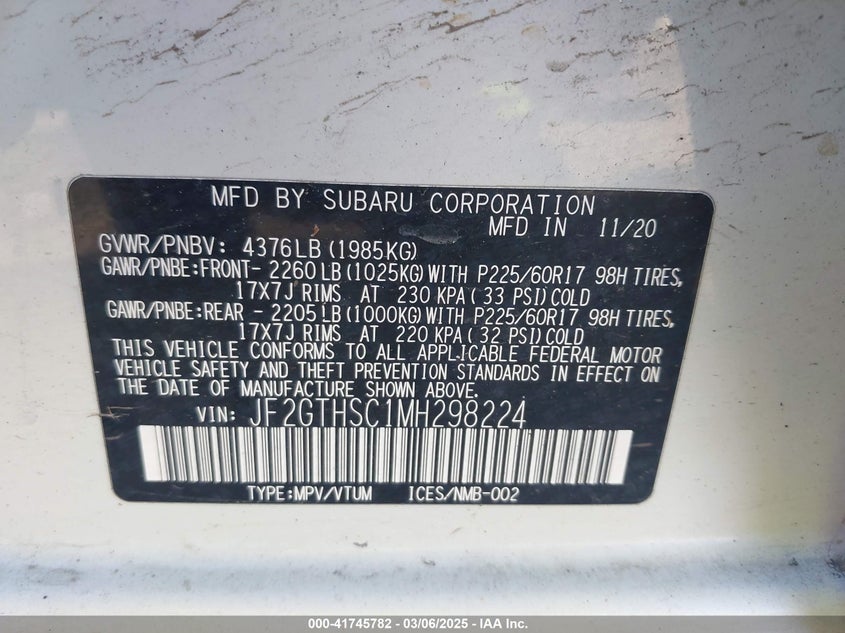 MFD BY SUBARU CORPORATION
MFD IN 11/20
GVWR/PNBV: 4376LB (1985KG)
GAWR/PNBE:FRONT- 2260 LB (1025KG) WITH P225/60R17 98H TIRES,
17X7J RIMS AT 230 KPA ( 33 PSI) COLD
GAWR/PNBE:REAR - 2205 LB (1000KG) WITH P225/60R17 98H TIRES,
17X7J RIMS AT 220 KPA ( 32 PSI) COLD
THIS VEHICLE CONFORMS TO ALL APPLICABLE FEDERAL MOTOR
VEHICLE SAFETY AND THEFT PREVENTION STANDARDS IN EFFECT ON
THE DATE OF MANUFACTURE SHOWN ABOVE.
VIN: JF2GTHSC1MH298224
TYPE:MPV/VTUM ICES/NMB-002
000-41745782 — 03/06/2025 — IAA Inc.